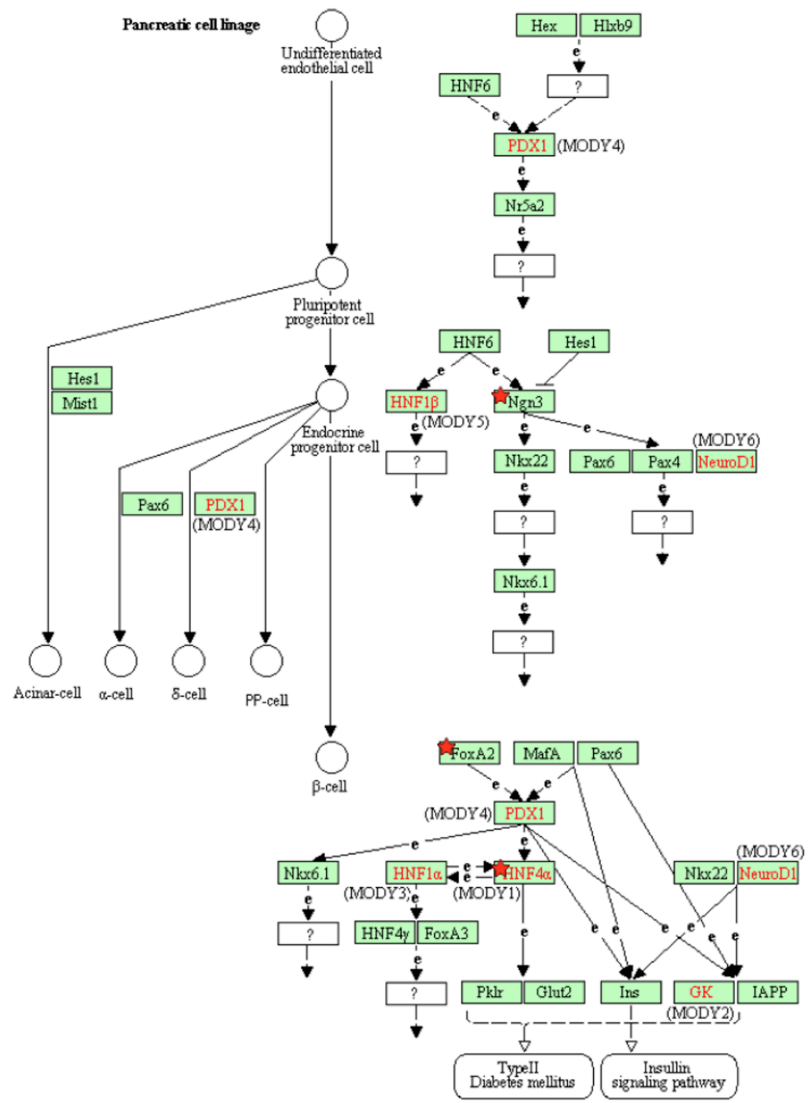 Pancreatic cell linage
Undifferentiated
endothelial cell
Hex
Hlxb9
e
HNF6
?
e
PDX1
(MODY4)
e
Nr5a2
e
?
Pluripotent
progenitor cell
HNF6
Hes1
e
e
Hes1
Mist1
HNF1β
Ngn3
(MODY5)
Endocrine
progenitor cell
e
e
e
(MODY6)
?
Nkx22
Pax6
Pax4
NeuroD1
e
e
Pax6
PDX1
(MODY4)
?
?
e
Nkx6.1
e
?
Acinar-cell
α-cell
δ-cell
PP-cell
β-cell
FoxA2
MafA
Pax6
e
e
e
e
(MODY4)
PDX1
e
e
(MODY6)
Nkx6.1
HNF1α
e
e
HNF4α
Nkx22
NeuroD1
(MODY3)
(MODY1)
e
e
e
e
e
e
e
e
?
HNF4γ
FoxA3
e
?
Pklr
Glut2
Ins
GK
IAPP
(MODY2)
TypeII
Diabetes mellitus
Insullin
signaling pathway